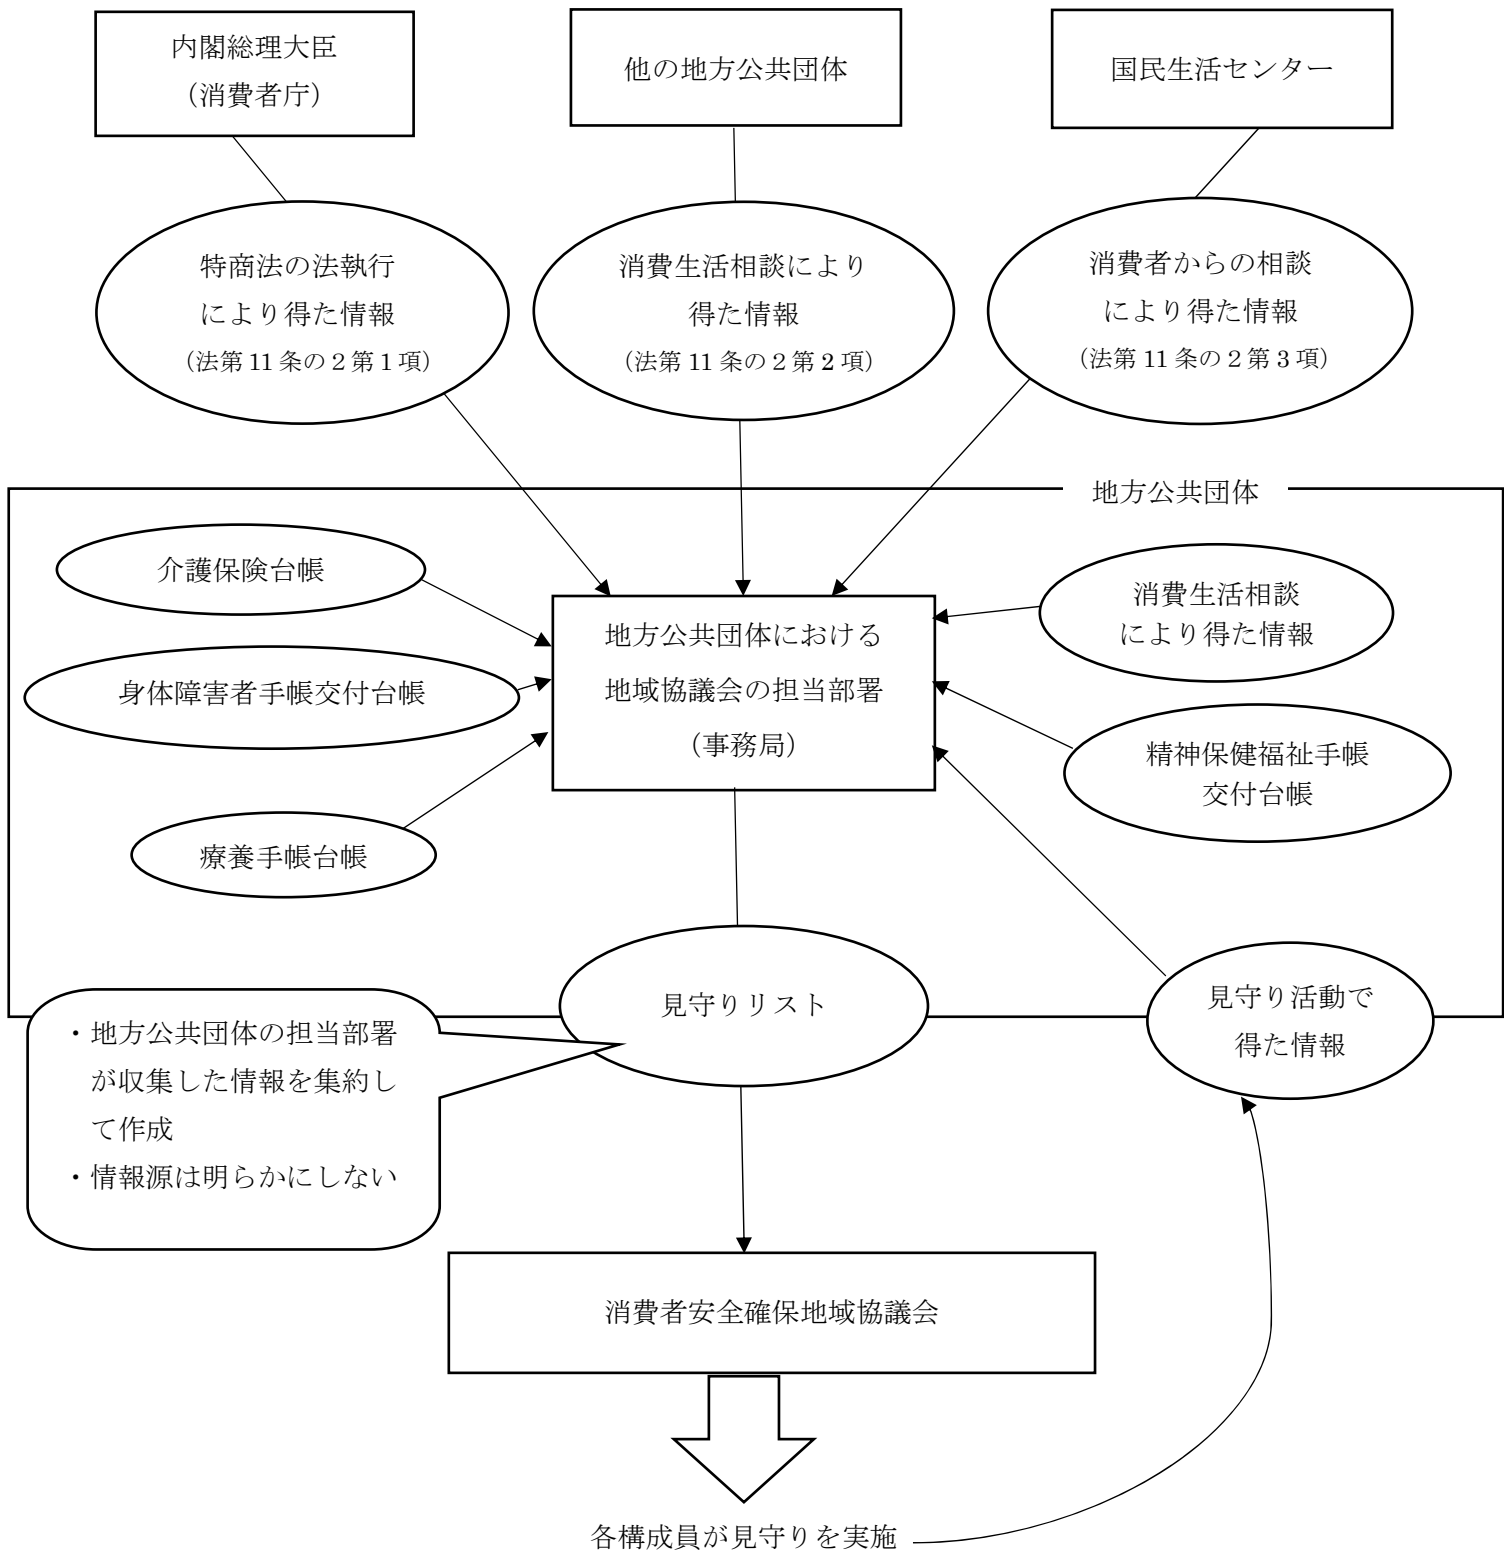 内閣総理大臣
（消費者庁）
他の地方公共団体
国民生活センター
特商法の法執行
により得た情報
（法第 11 条の２第１項）
消費生活相談により
得た情報
（法第 11 条の２第 2 項）
消費者からの相談
により得た情報
（法第 11 条の２第３項）
地方公共団体
介護保険台帳
身体障害者手帳交付台帳
療養手帳台帳
地方公共団体における
地域協議会の担当部署
（事務局）
消費生活相談
により得た情報
精神保健福祉手帳
交付台帳
見守りリスト
見守り活動で
得た情報
・地方公共団体の担当部署
が収集した情報を集約し
て作成
・情報源は明らかにしない
消費者安全確保地域協議会
各構成員が見守りを実施